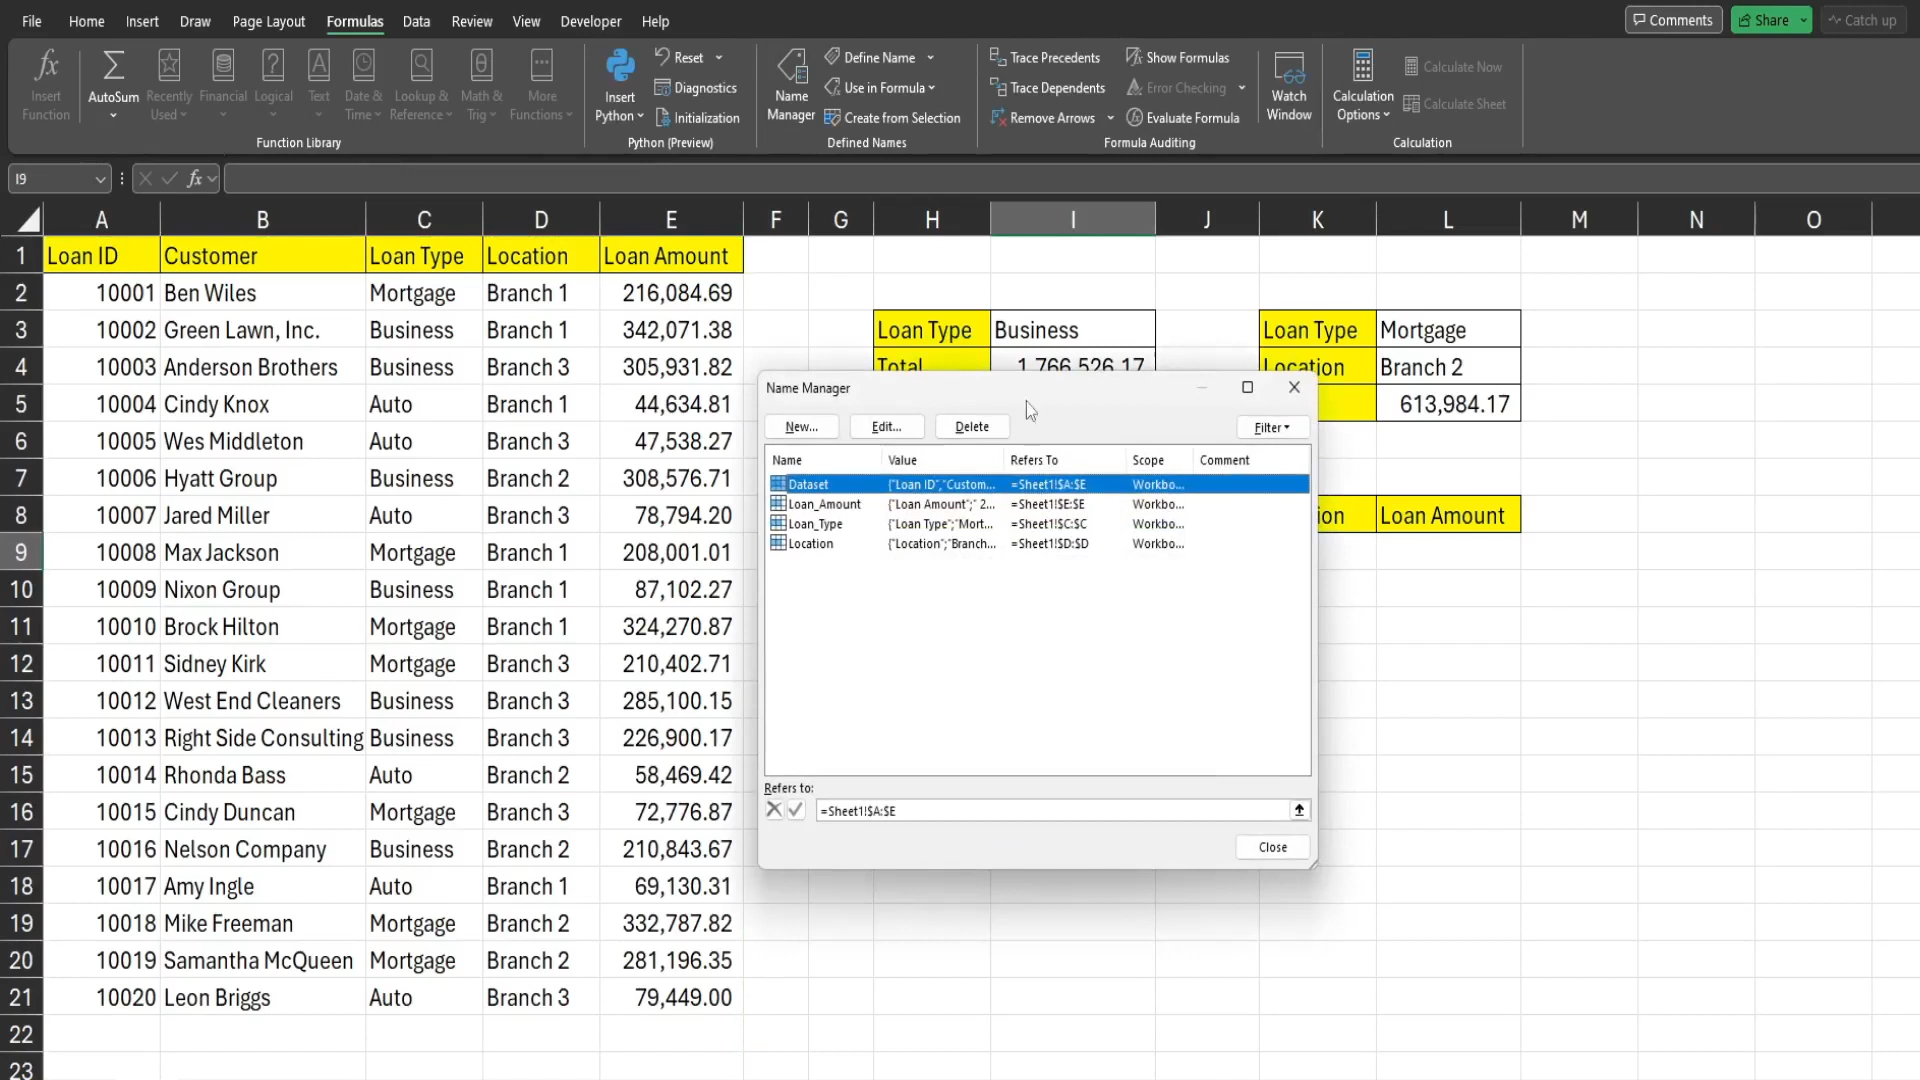 File Home Insert Draw Page Layout Formulas Data Review View Developer Help Comments Share Catch up
Insert Function AutoSum Recently Used Financial Logical Text Date & Time Lookup & Reference Math & Trig More Functions
Function Library
Insert Python Reset Diagnostics Initialization
Python (Preview)
Name Manager Define Name Use in Formula Create from Selection
Defined Names
Trace Precedents Show Formulas
Trace Dependents Error Checking
Remove Arrows Evaluate Formula
Formula Auditing
Watch Window
Calculation Options Calculate Now Calculate Sheet
Calculation
I9 fx
A B C D E F G H I J K L M N O
1 Loan ID Customer Loan Type Location Loan Amount
2 10001 Ben Wiles Mortgage Branch 1 216,084.69
3 10002 Green Lawn, Inc. Business Branch 1 342,071.38 Loan Type Business Loan Type Mortgage
4 10003 Anderson Brothers Business Branch 3 305,931.82 Total 1,766,526.17 Location Branch 2
5 10004 Cindy Knox Auto Branch 3 44,634.81 613,984.17
6 10005 Wes Middleton Auto Branch 3 47,538.27
7 10006 Hyatt Group Business Branch 2 308,576.71
8 10007 Jared Miller Auto Branch 3 78,794.20 ion Loan Amount
9 10008 Max Jackson Mortgage Branch 1 208,001.01
10 10009 Nixon Group Business Branch 1 87,102.27
11 10010 Brock Hilton Mortgage Branch 1 324,270.87
12 10011 Sidney Kirk Mortgage Branch 3 210,402.71
13 10012 West End Cleaners Business Branch 3 285,100.15
14 10013 Right Side Consulting Business Branch 3 226,900.17
15 10014 Rhonda Bass Auto Branch 2 58,469.42
16 10015 Cindy Duncan Mortgage Branch 3 72,776.87
17 10016 Nelson Company Business Branch 2 210,843.67
18 10017 Amy Ingle Auto Branch 1 69,130.31
19 10018 Mike Freeman Mortgage Branch 2 332,787.82
20 10019 Samantha McQueen Mortgage Branch 2 281,196.35
21 10020 Leon Briggs Auto Branch 3 79,449.00
22
23
Name Manager
New... Edit... Delete Filter
Name Value Refers To Scope Comment
Dataset {"Loan ID","Custom... =Sheet1!$A:$E Workbo...
Loan_Amount {"Loan Amount";" 2... =Sheet1!$E:$E Workbo...
Loan_Type {"Loan Type";"Mort... =Sheet1!$C:$C Workbo...
Location {"Location";"Branch... =Sheet1!$D:$D Workbo...
Refers to:
=Sheet1!$A:$E
Close